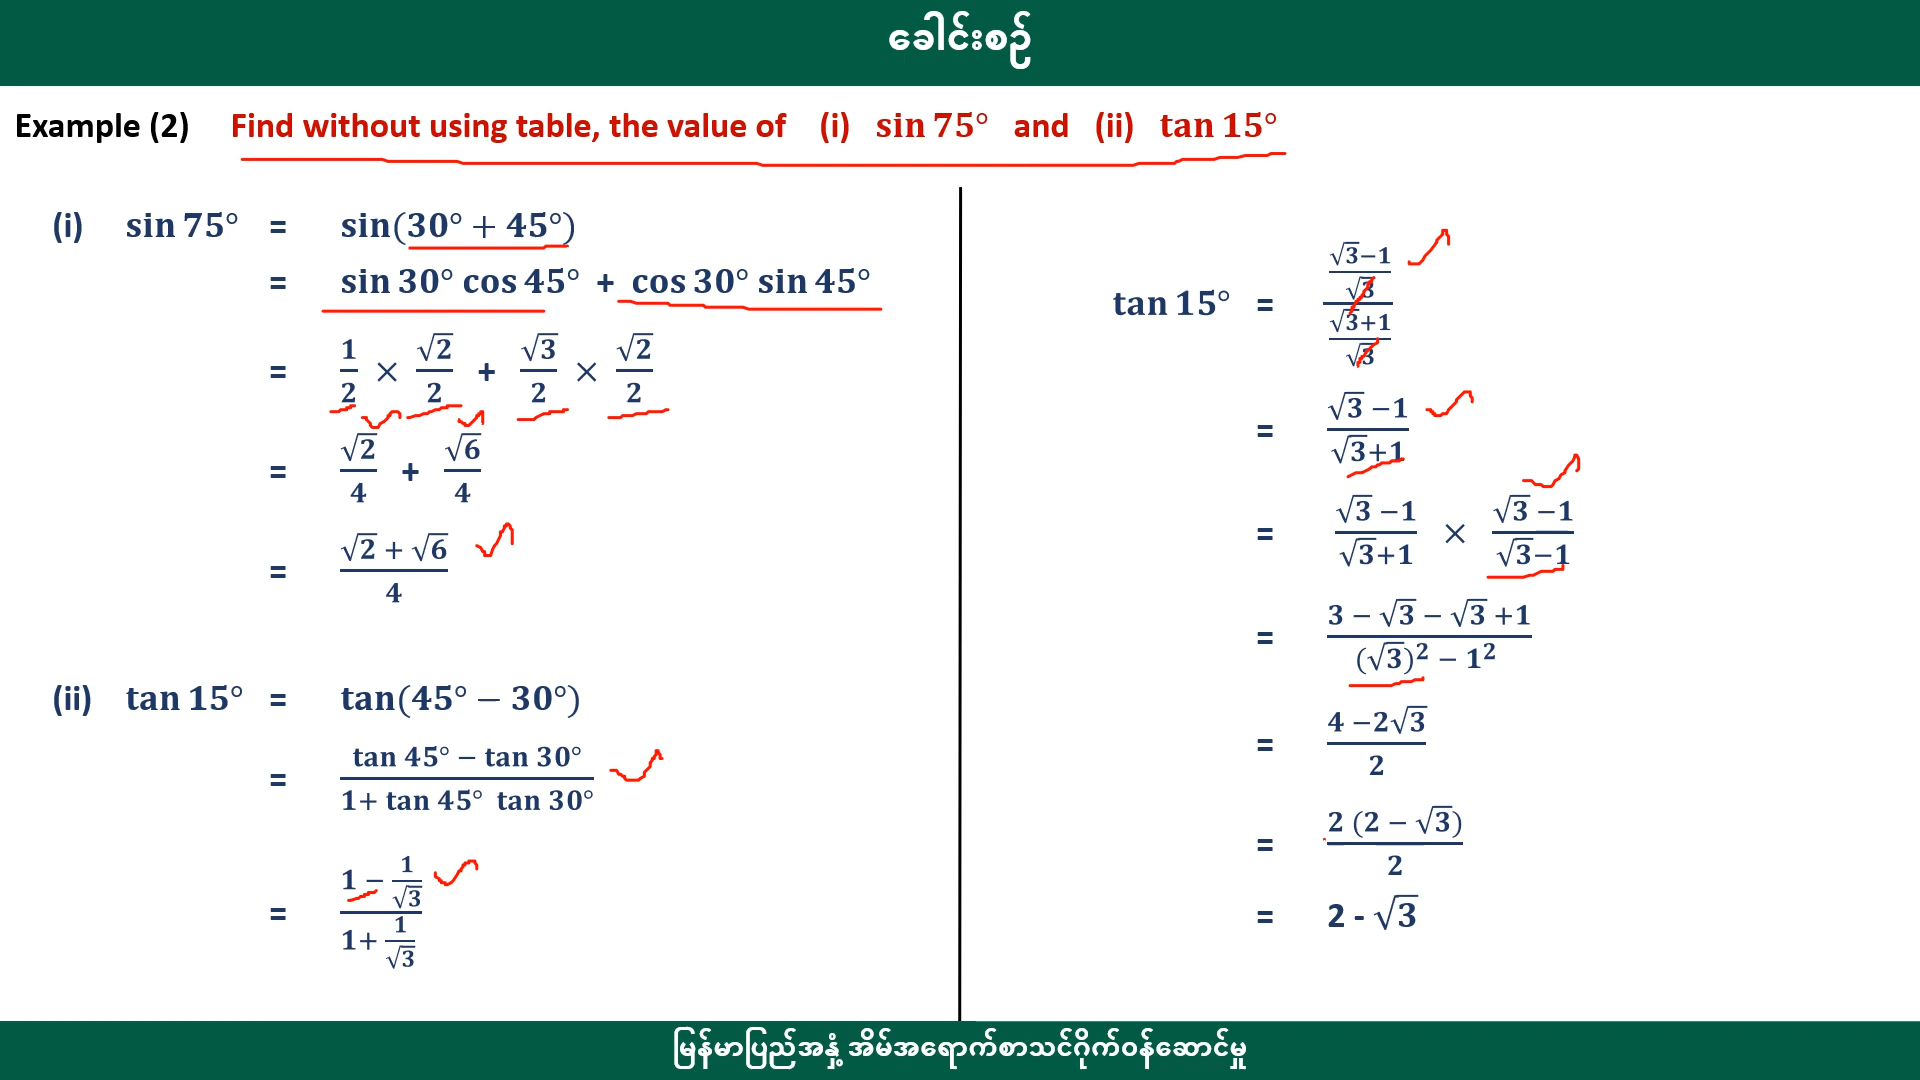 ခေါင်းစဉ်
Example (2) Find without using table, the value of (i) sin 75° and (ii) tan 15°
(i) sin 75° = sin(30° + 45°)
= sin 30° cos 45° + cos 30° sin 45°
= 1/2 × √2/2 + √3/2 × √2/2
= √2/4 + √6/4
= (√2 + √6)/4
(ii) tan 15° = tan(45° − 30°)
= (tan 45° − tan 30°)/(1+ tan 45° tan 30°)
= (1 − 1/√3)/(1+ 1/√3)
tan 15° = ((√3−1)/√3)/((√3+1)/√3)
= (√3 −1)/(√3+1)
= (√3 −1)/(√3+1) × (√3 −1)/(√3−1)
= (3 − √3 − √3 +1)/((√3)² − 1²)
= (4 −2√3)/2
= 2 (2 − √3)/2
= 2 - √3
မြန်မာပြည်အနှံ့ အိမ်အရောက်စာသင်ဂိုက်ဝန်ဆောင်မှု